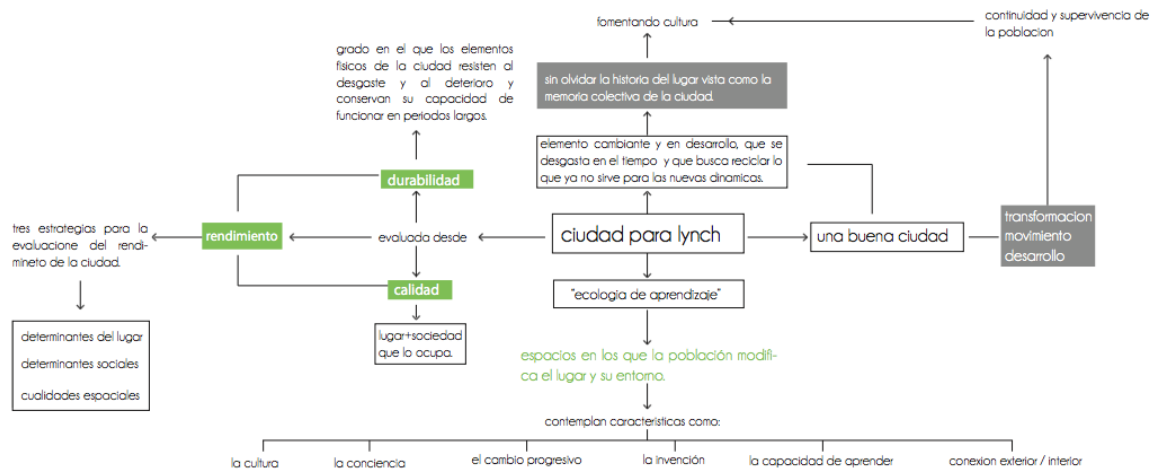 fomentando cultura
continuidad y supervivencia de
la poblacion
grado en el que los elementos
físicos de la ciudad resisten al
desgaste y al deterioro y
conservan su capacidad de
funcionar en periodos largos.
sin olvidar la historia del lugar vista como la
memoria colectiva de la ciudad.
elemento cambiante y en desarrollo, que se
desgasta en el tiempo y que busca reciclar lo
que ya no sirve para las nuevas dinamicas.
durabilidad
tres estrategias para la
evaluacione del rendi-
mineto de la ciudad.
rendimiento
evaluada desde
ciudad para lynch
una buena ciudad
transformacion
movimiento
desarrollo
calidad
"ecologia de aprendizaje"
determinantes del lugar
determinantes sociales
cualidades espaciales
lugar+sociedad
que lo ocupa.
espacios en los que la población modifi-
ca el lugar y su entorno.
contemplan caracteristicas como:
la cultura
la conciencia
el cambio progresivo
la invención
la capacidad de aprender
conexion exterior / interior